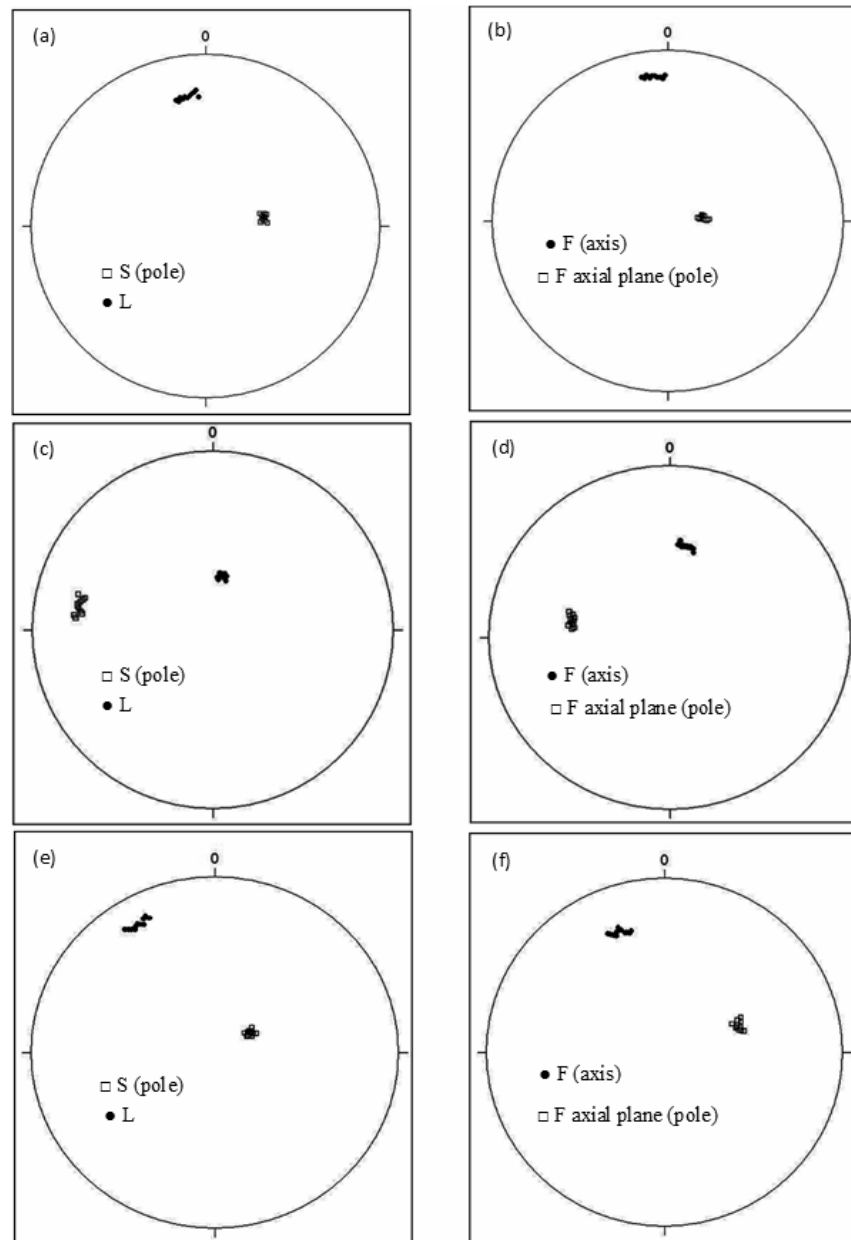 (a)
0
□ S (pole)
● L
(b)
0
● F (axis)
□ F axial plane (pole)
(c)
0
□ S (pole)
● L
(d)
0
● F (axis)
□ F axial plane (pole)
(e)
0
□ S (pole)
● L
(f)
0
● F (axis)
□ F axial plane (pole)